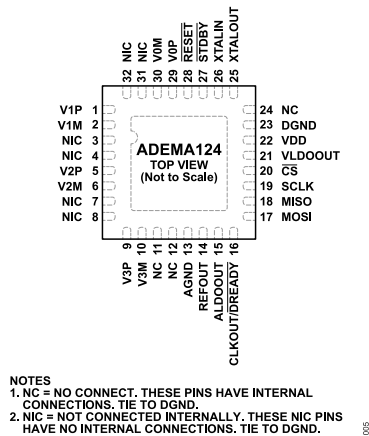 32 NIC
31 NIC
30 V0M
29 V0P
28 RESET
27 STDBY
26 XTALIN
25 XTALOUT
V1P 1
V1M 2
NIC 3
NIC 4
V2P 5
V2M 6
NIC 7
NIC 8
ADEMA124
TOP VIEW
(Not to Scale)
24 NC
23 DGND
22 VDD
21 VLDOOUT
20 CS
19 SCLK
18 MISO
17 MOSI
V3P 9
V3M 10
NC 11
NC 12
AGND 13
REFOUT 14
ALDOOUT 15
CLKOUT/DREADY 16
NOTES
1. NC = NO CONNECT. THESE PINS HAVE INTERNAL
CONNECTIONS. TIE TO DGND.
2. NIC = NOT CONNECTED INTERNALLY. THESE NIC PINS
HAVE NO INTERNAL CONNECTIONS. TIE TO DGND.
005